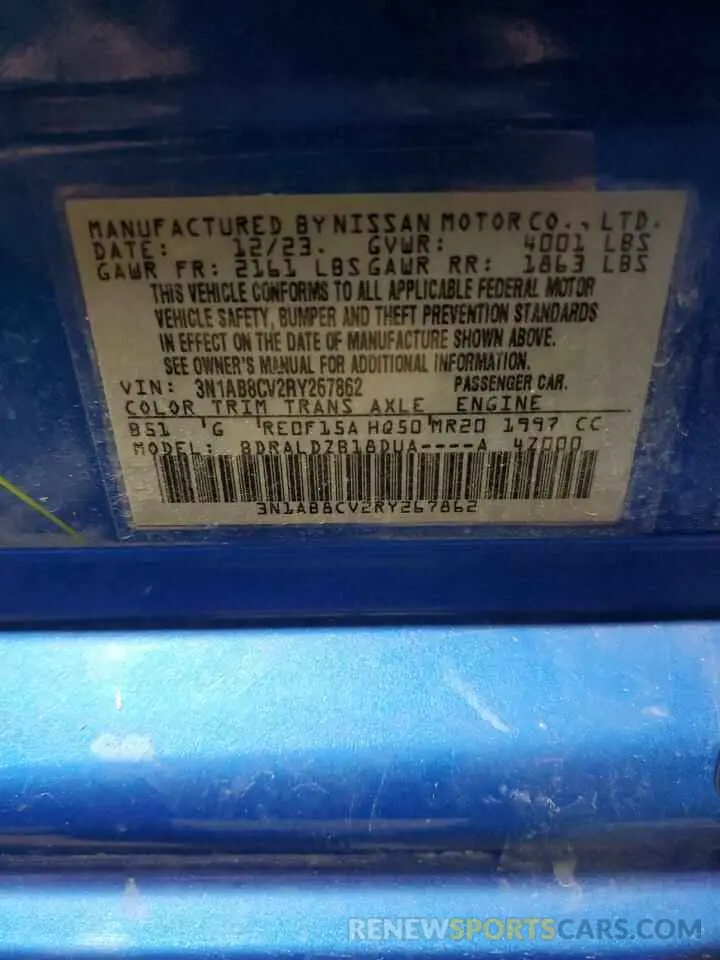 MANUFACTURED BY NISSAN MOTOR CO., LTD.
DATE: 12/23. GVWR: 4001 LBS
GAWR FR: 2161 LBS GAWR RR: 1863 LBS
THIS VEHICLE CONFORMS TO ALL APPLICABLE FEDERAL MOTOR
VEHICLE SAFETY, BUMPER AND THEFT PREVENTION STANDARDS
IN EFFECT ON THE DATE OF MANUFACTURE SHOWN ABOVE.
SEE OWNER'S MANUAL FOR ADDITIONAL INFORMATION.
VIN: 3N1AB8CV2RY267862 PASSENGER CAR.
COLOR TRIM TRANS AXLE ENGINE
B51 G RE0F15A HQ50 MR20 1997 CC
MODEL: BDRALDZB18DUA----A 4Z000
3N1AB8CV2RY267862
RENEWSPORTSCARS.COM